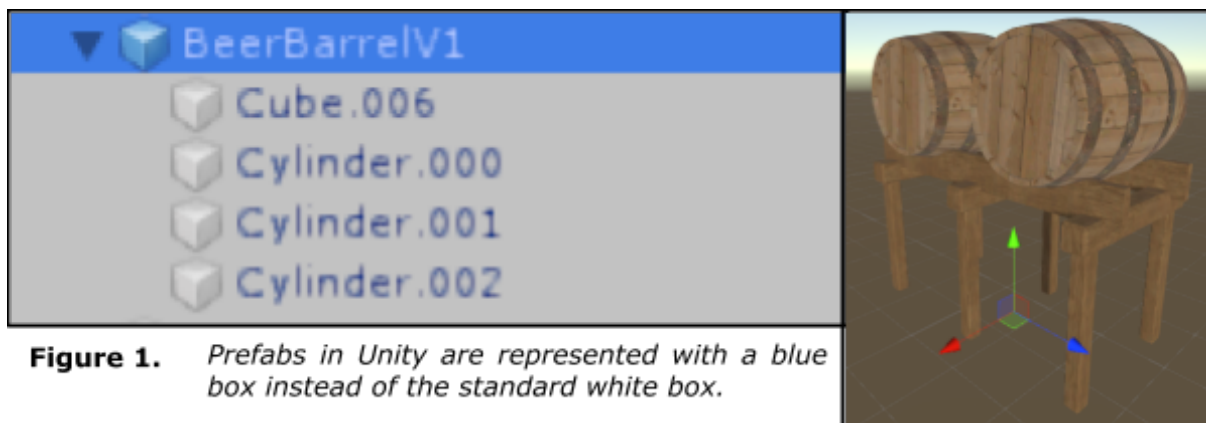 BeerBarrelV1
Cube.006
Cylinder.000
Cylinder.001
Cylinder.002
Figure 1. Prefabs in Unity are represented with a blue
box instead of the standard white box.